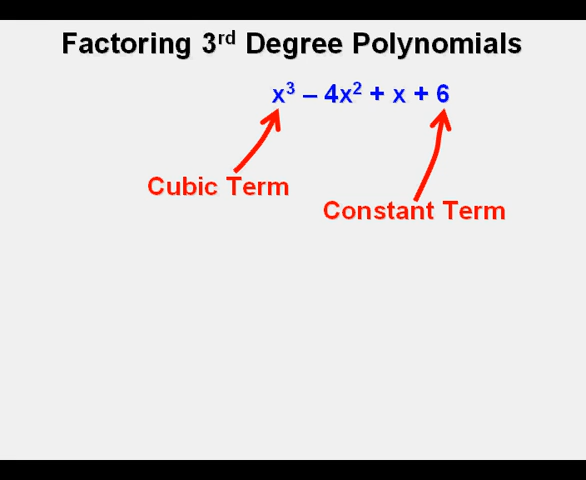 Factoring 3rd Degree Polynomials
x³ – 4x² + x + 6
Cubic Term
Constant Term